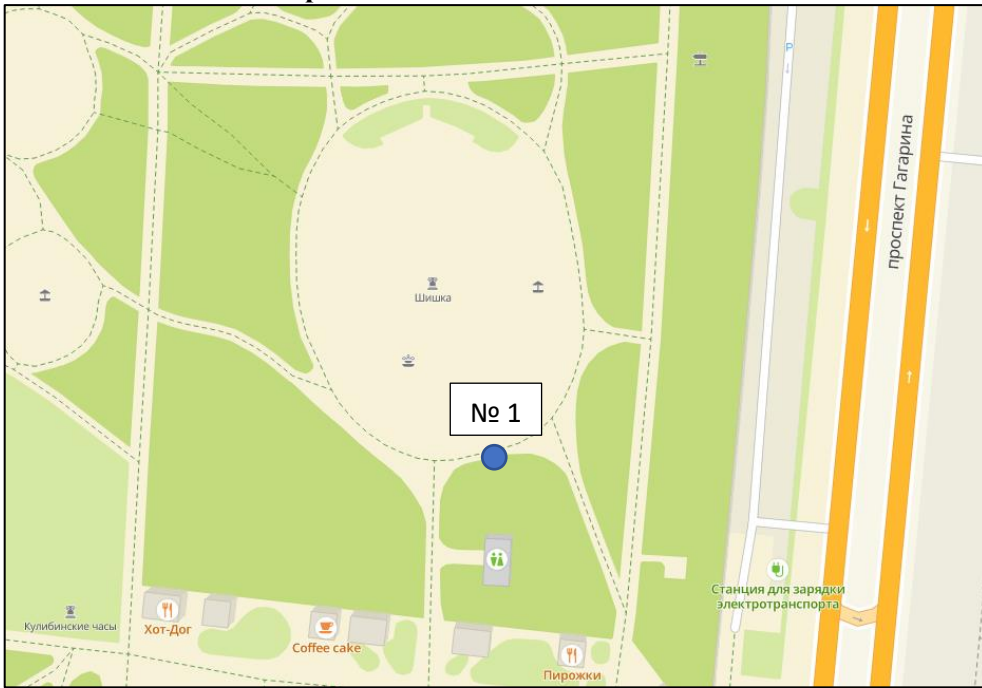 P
проспект Гагарина
Шишка
№ 1
Станция для зарядки
электротранспорта
Кулибинские часы
Хот-Дог
Coffee cake
Пирожки